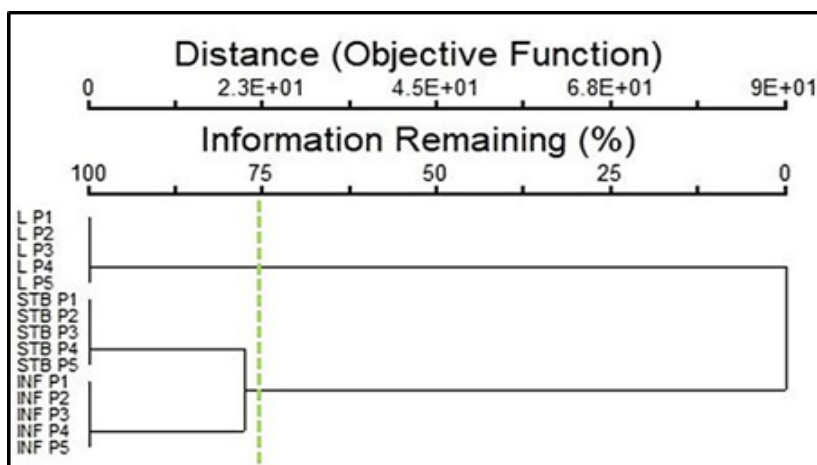 Distance (Objective Function)
0 2.3E+01 4.5E+01 6.8E+01 9E+01
Information Remaining (%)
100 75 50 25 0
L P1
L P2
L P3
L P4
L P5
STB P1
STB P2
STB P3
STB P4
STB P5
INF P1
INF P2
INF P3
INF P4
INF P5